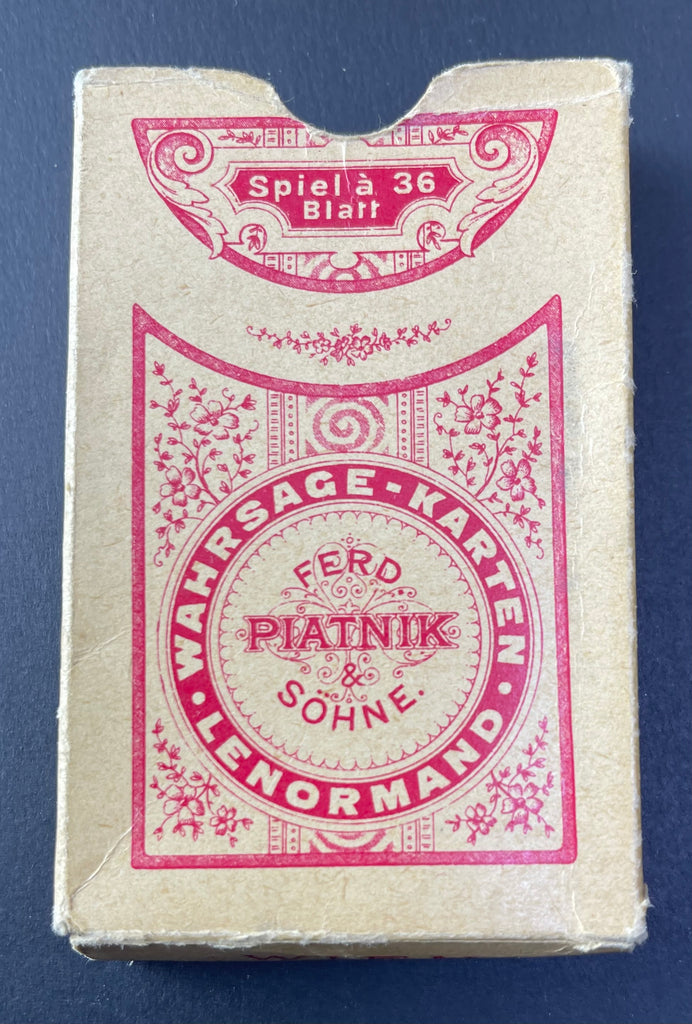 Spiel à 36
Blatt
WAHRSAGE-KARTEN
FERD
PIATNIK
&
SÖHNE.
• LENORMAND •